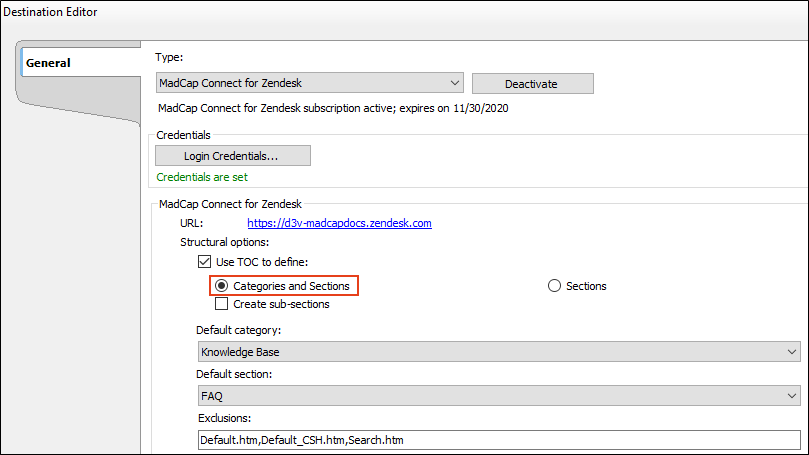 Destination Editor
General
Type:
MadCap Connect for Zendesk
Deactivate
MadCap Connect for Zendesk subscription active; expires on 11/30/2020
Credentials
Login Credentials...
Credentials are set
MadCap Connect for Zendesk
URL: https://d3v-madcapdocs.zendesk.com
Structural options:
Use TOC to define:
Categories and Sections
Sections
Create sub-sections
Default category:
Knowledge Base
Default section:
FAQ
Exclusions:
Default.htm,Default_CSH.htm,Search.htm